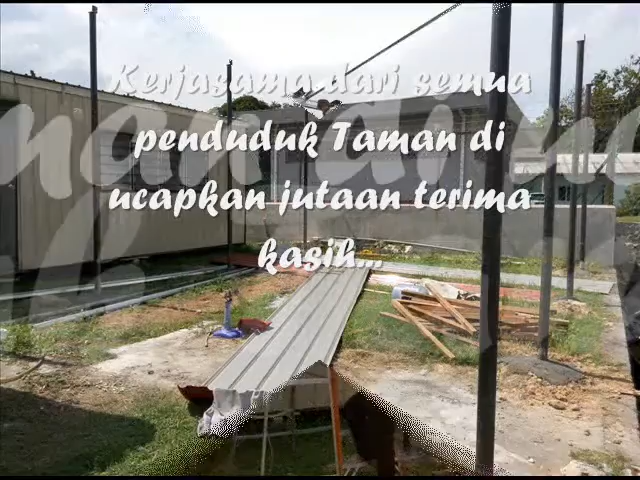 Kerjasama dari semua
penduduk Taman di
ucapkan jutaan terima
kasih...